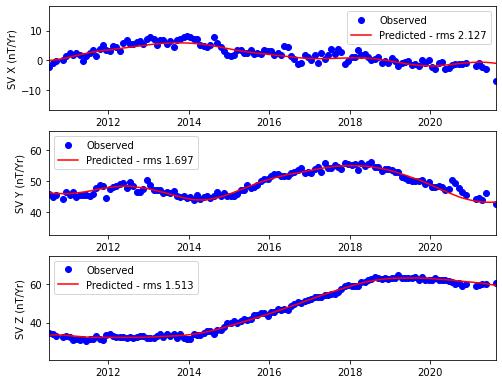 SV X (nT/Yr)
10
0
−10
Observed
Predicted - rms 2.127
2012
2014
2016
2018
2020
SV Y (nT/Yr)
60
50
40
Observed
Predicted - rms 1.697
2012
2014
2016
2018
2020
SV Z (nT/Yr)
60
40
Observed
Predicted - rms 1.513
2012
2014
2016
2018
2020